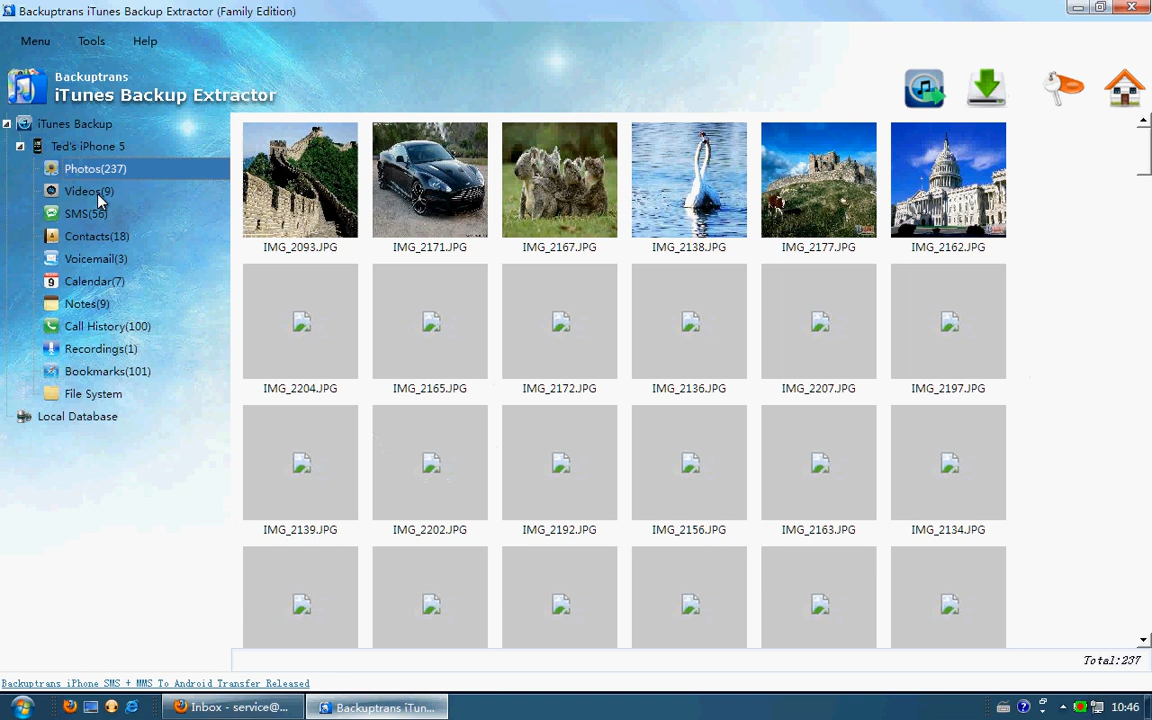 Backuptrans iTunes Backup Extractor (Family Edition)
Menu Tools Help
Backuptrans
iTunes Backup Extractor
iTunes Backup
Ted's iPhone 5
Photos(237)
Videos(9)
SMS(56)
Contacts(18)
Voicemail(3)
Calendar(7)
9
Notes(9)
Call History(100)
Recordings(1)
Bookmarks(101)
File System
Local Database
IMG_2093.JPG IMG_2171.JPG IMG_2167.JPG IMG_2138.JPG IMG_2177.JPG IMG_2162.JPG
IMG_2204.JPG IMG_2165.JPG IMG_2172.JPG IMG_2136.JPG IMG_2207.JPG IMG_2197.JPG
IMG_2139.JPG IMG_2202.JPG IMG_2192.JPG IMG_2156.JPG IMG_2163.JPG IMG_2134.JPG
Total:237
Backuptrans iPhone SMS + MMS To Android Transfer Released
Inbox - service@... Backuptrans iTun... 10:46